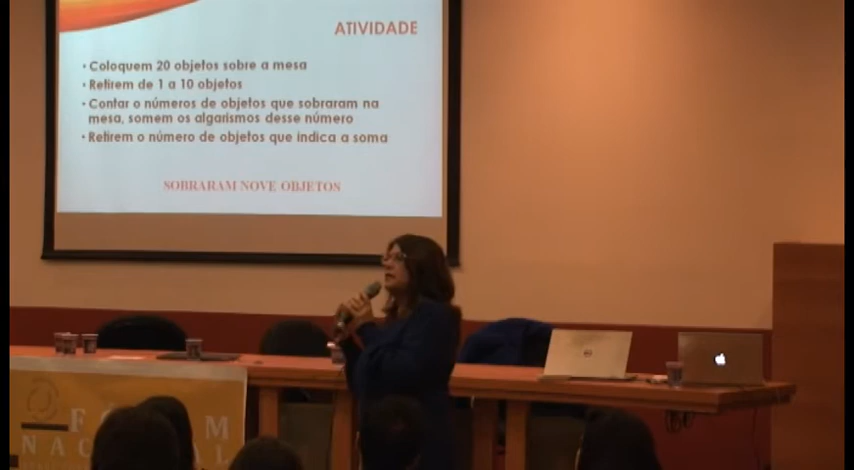 ATIVIDADE
• Coloquem 20 objetos sobre a mesa
• Retirem de 1 a 10 objetos
• Contar o números de objetos que sobraram na
mesa, somem os algarismos desse número
• Retirem o número de objetos que indica a soma
SOBRARAM NOVE OBJETOS
DELL